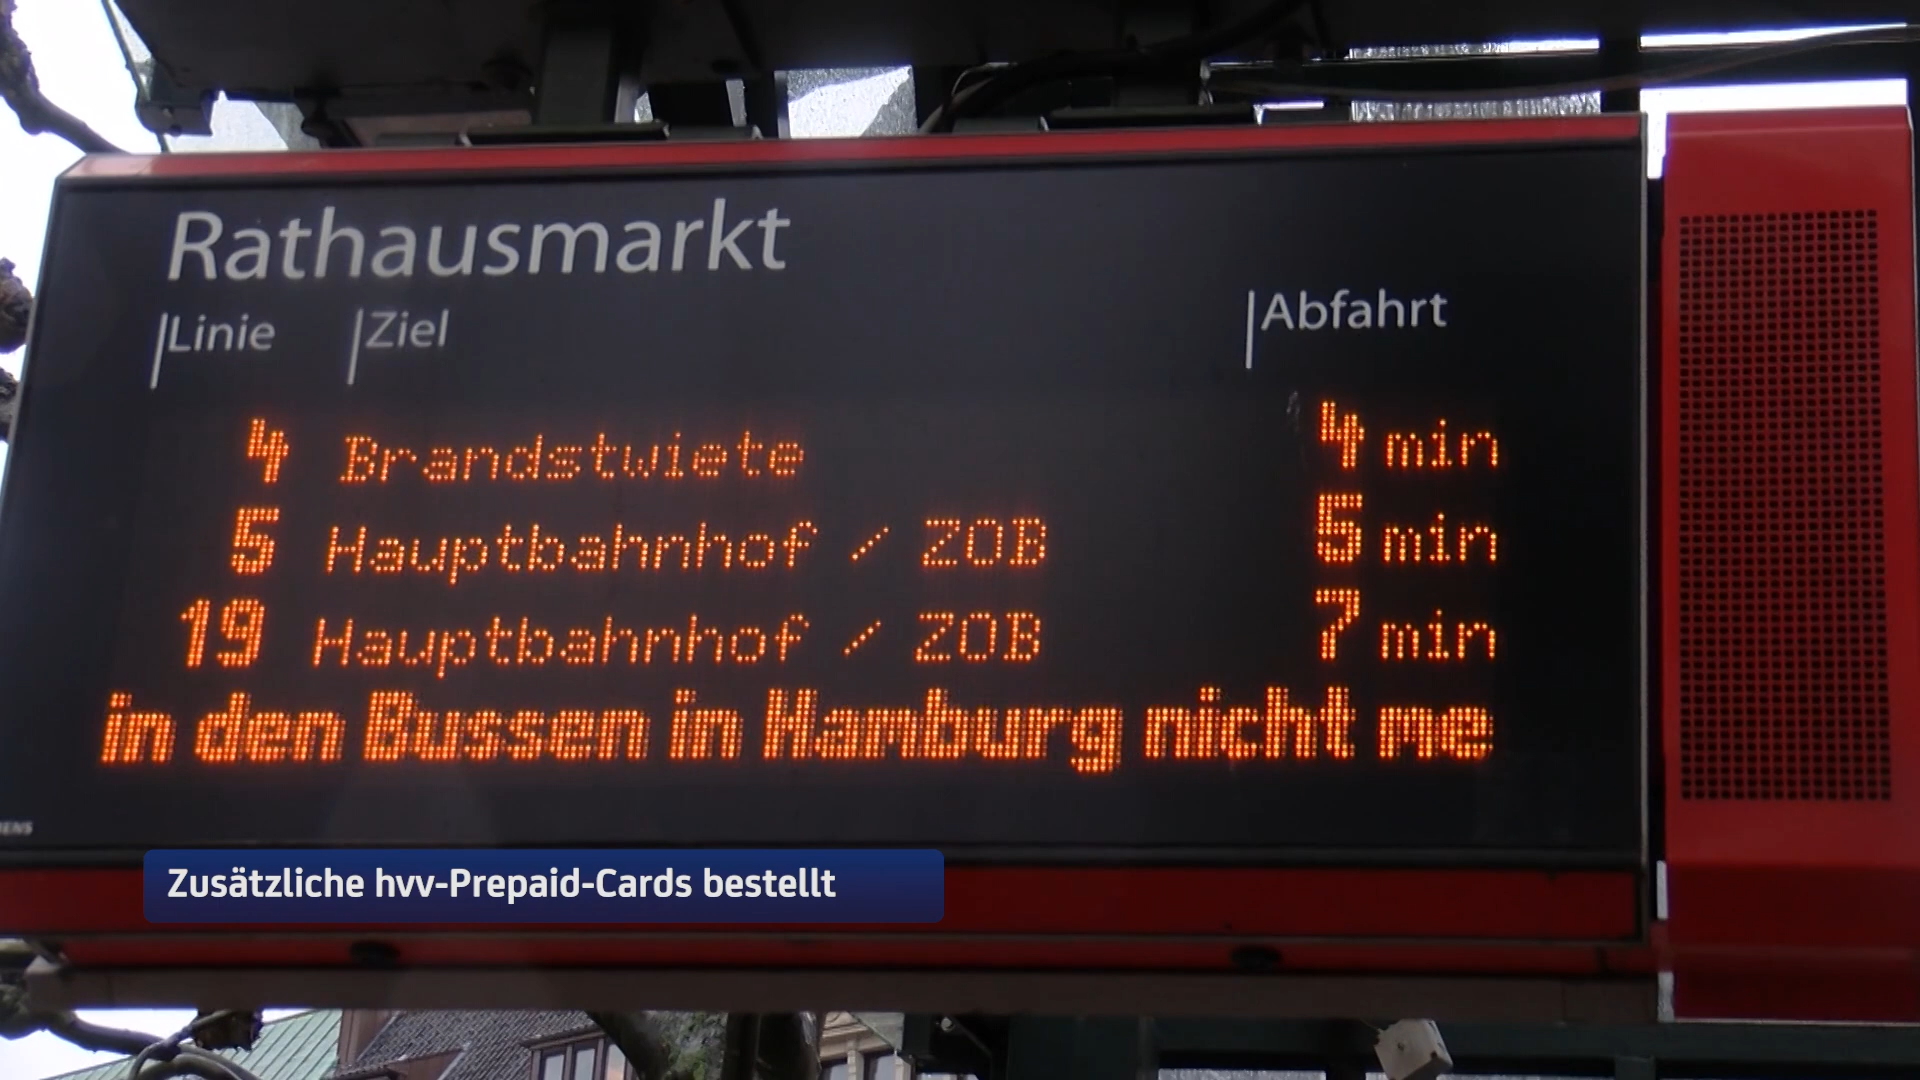 Rathausmarkt
Linie Ziel Abfahrt
4 Brandstwiete 4 min
5 Hauptbahnhof / ZOB 5 min
19 Hauptbahnhof / ZOB 7 min
in den Bussen in Hamburg nicht me
Zusätzliche hvv-Prepaid-Cards bestellt